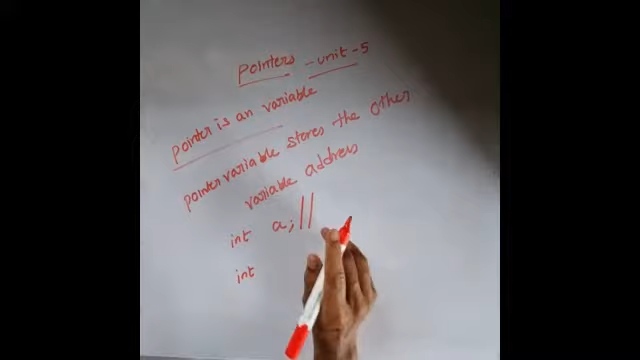 Pointers - unit - 5
Pointer is an variable
pointer variable stores the other
variable address
int a; //
int